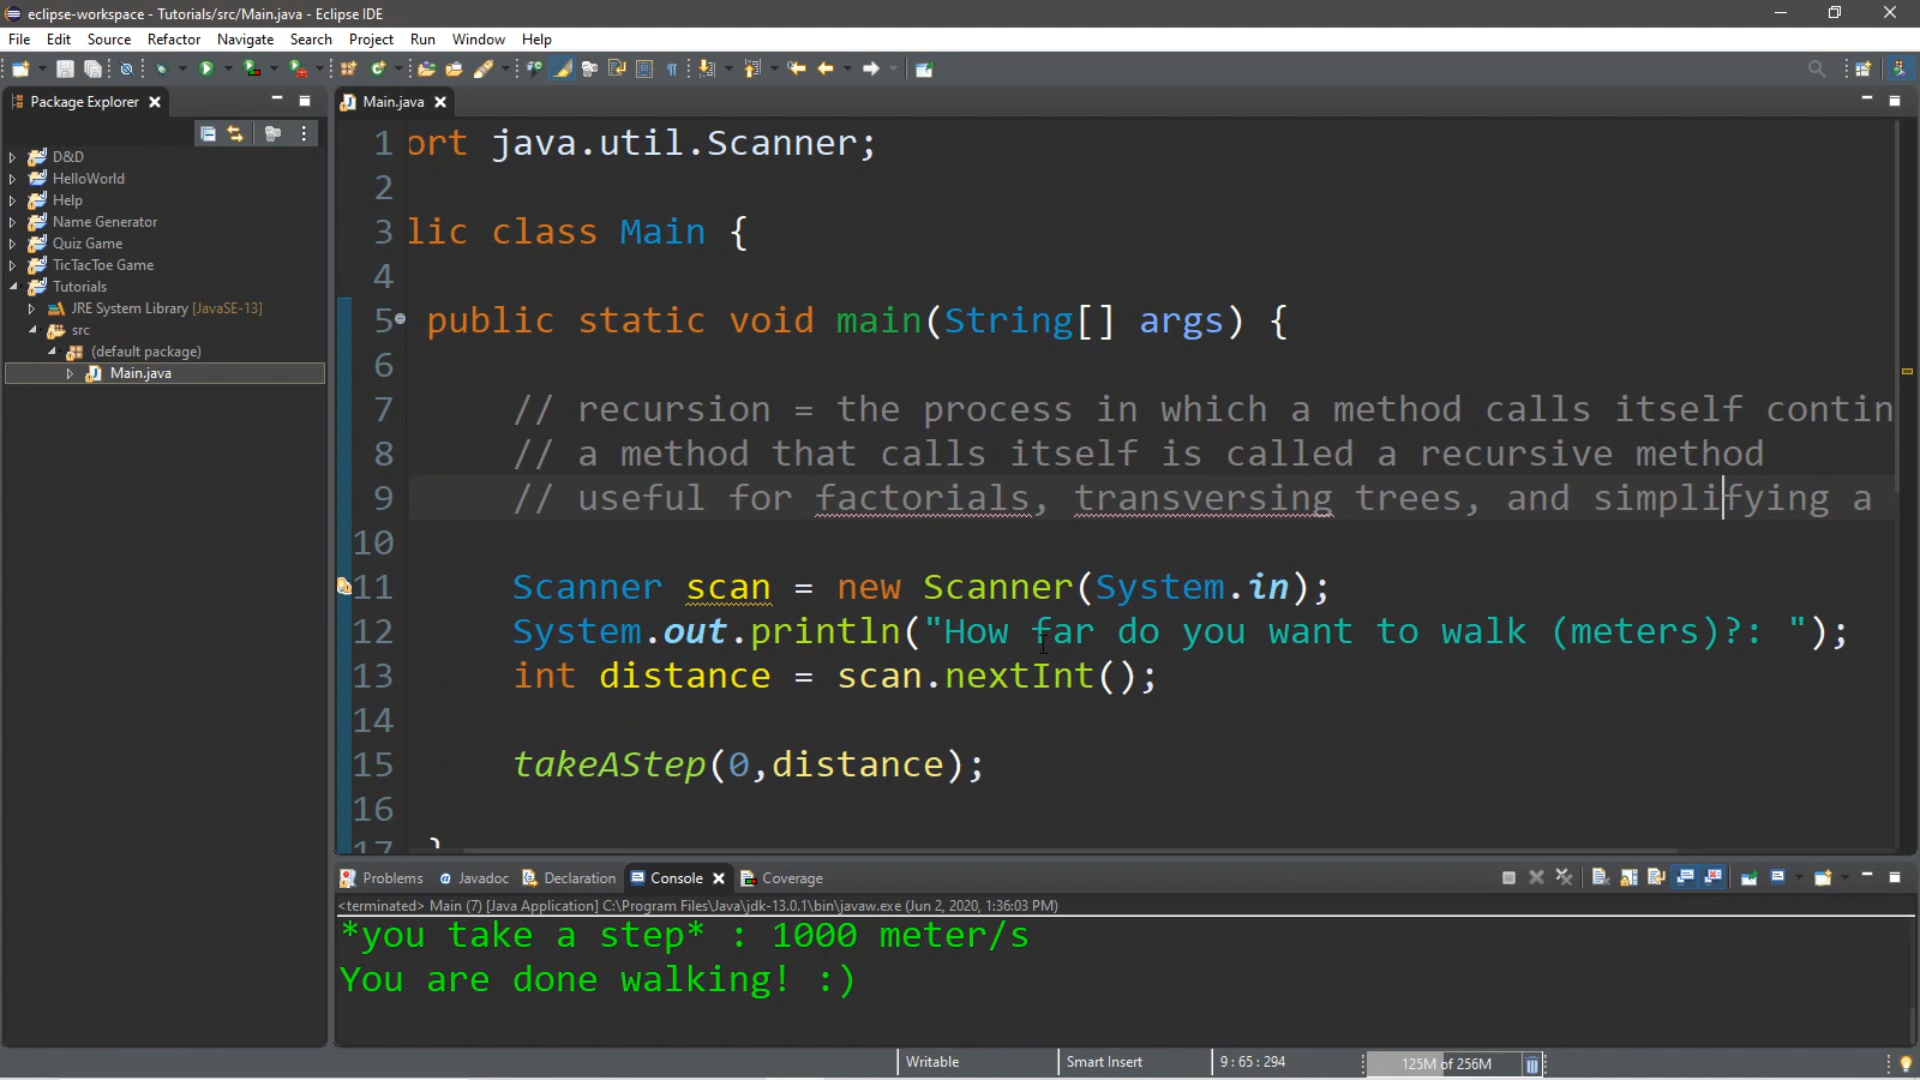 eclipse-workspace - Tutorials/src/Main.java - Eclipse IDE
File Edit Source Refactor Navigate Search Project Run Window Help
Package Explorer
D&D
HelloWorld
Help
Name Generator
Quiz Game
TicTacToe Game
Tutorials
JRE System Library [JavaSE-13]
src
(default package)
Main.java
Main.java
1 ort java.util.Scanner;
2
3 lic class Main {
4
5 public static void main(String[] args) {
6
7 // recursion = the process in which a method calls itself contin
8 // a method that calls itself is called a recursive method
9 // useful for factorials, transversing trees, and simplifying a
10
11 Scanner scan = new Scanner(System.in);
12 System.out.println("How far do you want to walk (meters)?: ");
13 int distance = scan.nextInt();
14
15 takeAStep(0,distance);
16
17 }
Problems @ Javadoc Declaration Console Coverage
<terminated> Main (7) [Java Application] C:\Program Files\Java\jdk-13.0.1\bin\javaw.exe (Jun 2, 2020, 1:36:03 PM)
*you take a step* : 1000 meter/s
You are done walking! :)
Writable Smart Insert 9 : 65 : 294 125M of 256M